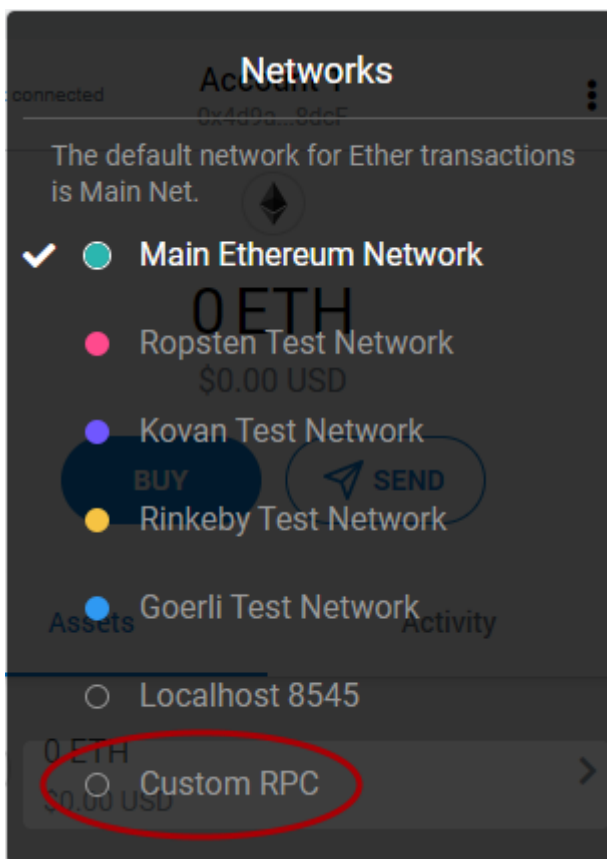 Networks
Account 1
connected
0x4d9a...8dcF
The default network for Ether transactions
is Main Net.
Main Ethereum Network
0 ETH
Ropsten Test Network
$0.00 USD
Kovan Test Network
BUY
SEND
Rinkeby Test Network
Goerli Test Network
Assets
Activity
Localhost 8545
0 ETH
Custom RPC
$0.00 USD